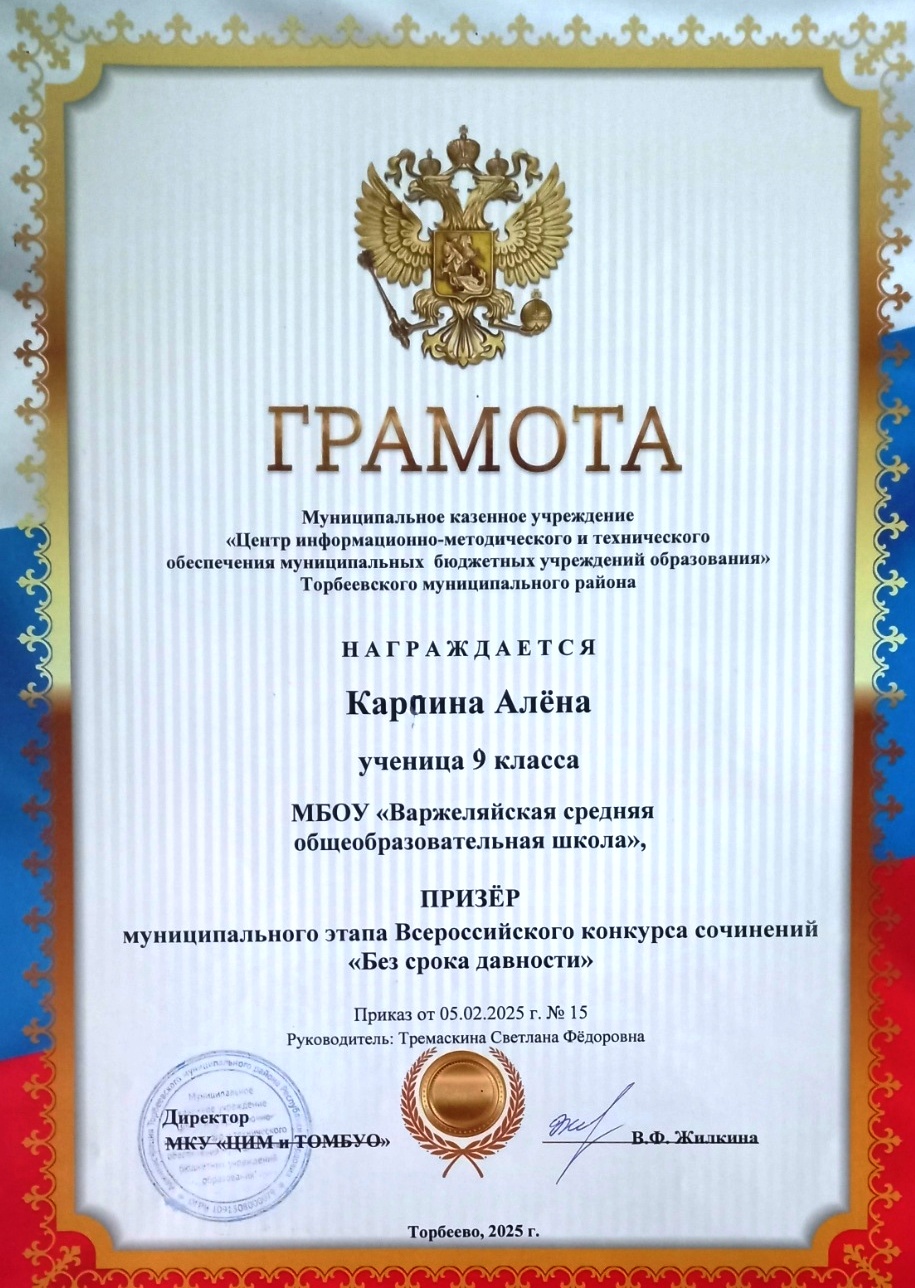 ГРАМОТА
Муниципальное казенное учреждение
«Центр информационно-методического и технического
обеспечения муниципальных бюджетных учреждений образования»
Торбеевского муниципального района
НАГРАЖДАЕТСЯ
Карпина Алёна
ученица 9 класса
МБОУ «Варжеляйская средняя
общеобразовательная школа»,
ПРИЗЁР
муниципального этапа Всероссийского конкурса сочинений
«Без срока давности»
Приказ от 05.02.2025 г. № 15
Руководитель: Тремаскина Светлана Фёдоровна
Директор
МКУ «ЦИМ и ТОМБУО»
В.Ф. Жилкина
Торбеево, 2025 г.